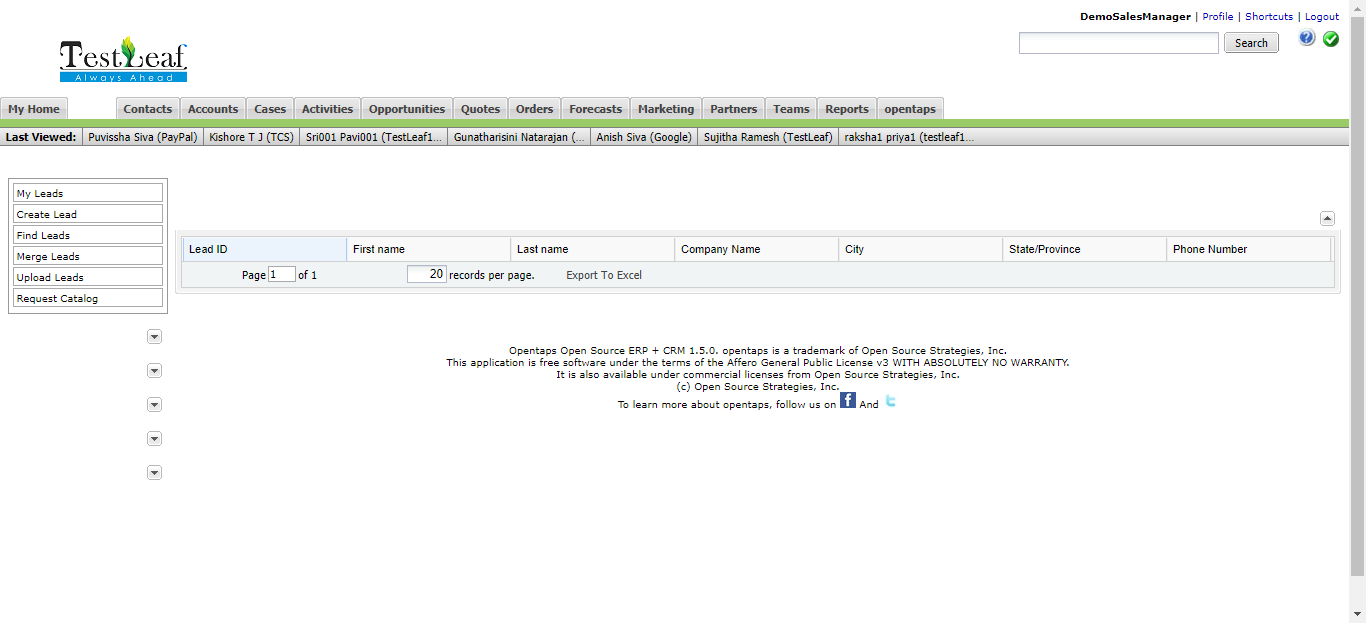 DemoSalesManager | Profile | Shortcuts | Logout
Search
TestLeaf
Always Ahead
My Home Contacts Accounts Cases Activities Opportunities Quotes Orders Forecasts Marketing Partners Teams Reports opentaps
Last Viewed: Puvissha Siva (PayPal) Kishore T J (TCS) Sri001 Pavi001 (TestLeaf1... Gunatharisini Natarajan (... Anish Siva (Google) Sujitha Ramesh (TestLeaf) raksha1 priya1 (testleaf1...
My Leads
Create Lead
Find Leads
Merge Leads
Upload Leads
Request Catalog
Lead ID First name Last name Company Name City State/Province Phone Number
Page 1 of 1 20 records per page. Export To Excel
Opentaps Open Source ERP + CRM 1.5.0. opentaps is a trademark of Open Source Strategies, Inc.
This application is free software under the terms of the Affero General Public License v3 WITH ABSOLUTELY NO WARRANTY.
It is also available under commercial licenses from Open Source Strategies, Inc.
(c) Open Source Strategies, Inc.
To learn more about opentaps, follow us on f And t